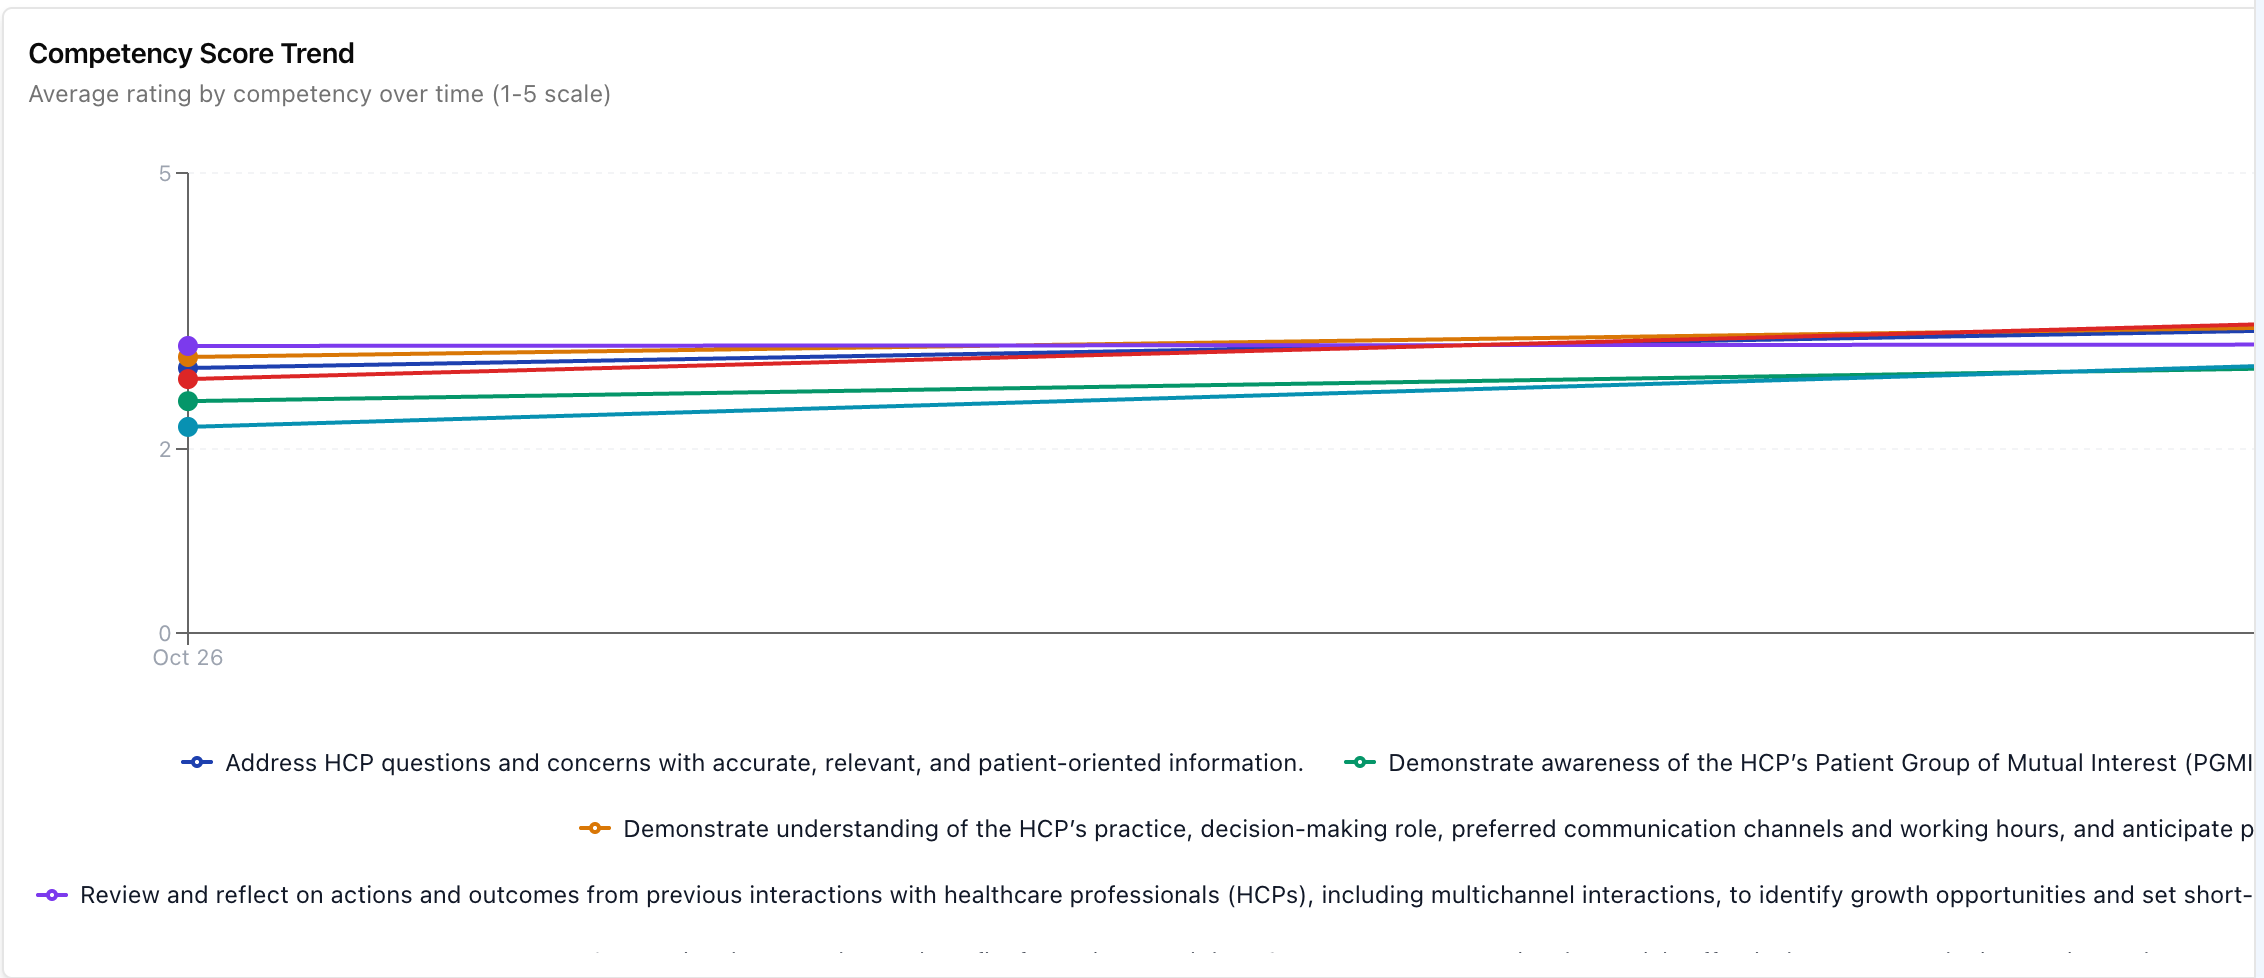 Competency Score Trend
Average rating by competency over time (1-5 scale)
5
2
0
Oct 26
Address HCP questions and concerns with accurate, relevant, and patient-oriented information. Demonstrate awareness of the HCP’s Patient Group of Mutual Interest (PGMI
Demonstrate understanding of the HCP’s practice, decision-making role, preferred communication channels and working hours, and anticipate p
Review and reflect on actions and outcomes from previous interactions with healthcare professionals (HCPs), including multichannel interactions, to identify growth opportunities and set short-